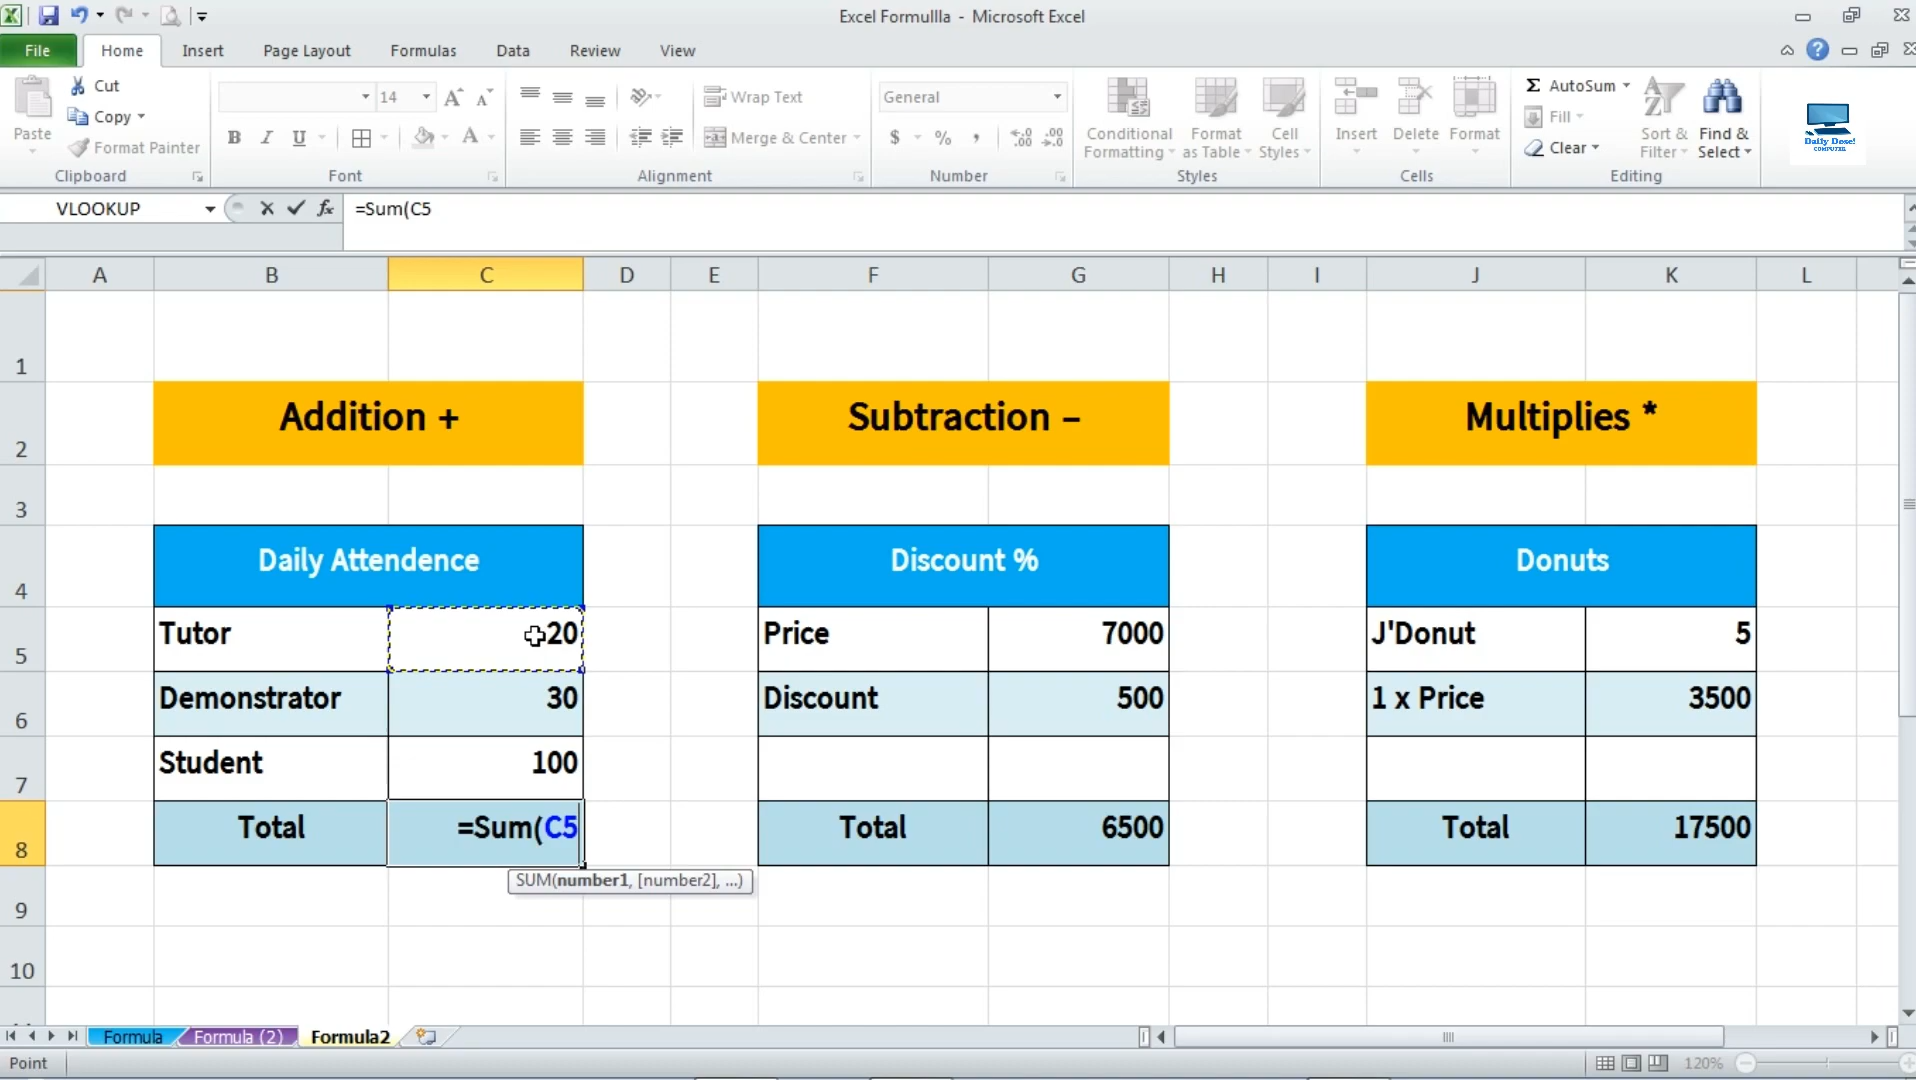 Excel Formullla - Microsoft Excel
File Home Insert Page Layout Formulas Data Review View
Cut
Copy
Format Painter
Paste
Clipboard
14
B I U A
Font
Wrap Text
Merge & Center
Alignment
General
$ % ,
Number
Conditional Formatting
Format as Table
Cell Styles
Styles
Insert Delete Format
Cells
Σ AutoSum
Fill
Clear
Sort & Filter
Find & Select
Editing
Daily Dose!
COMPUTER
VLOOKUP fx =Sum(C5
A B C D E F G H I J K L
1
2 Addition + Subtraction – Multiplies *
3
4 Daily Attendence Discount % Donuts
5 Tutor 20 Price 7000 J'Donut 5
6 Demonstrator 30 Discount 500 1 x Price 3500
7 Student 100
8 Total =Sum(C5 Total 6500 Total 17500
SUM(number1, [number2], ...)
9
10
Formula Formula (2) Formula2
Point 120%